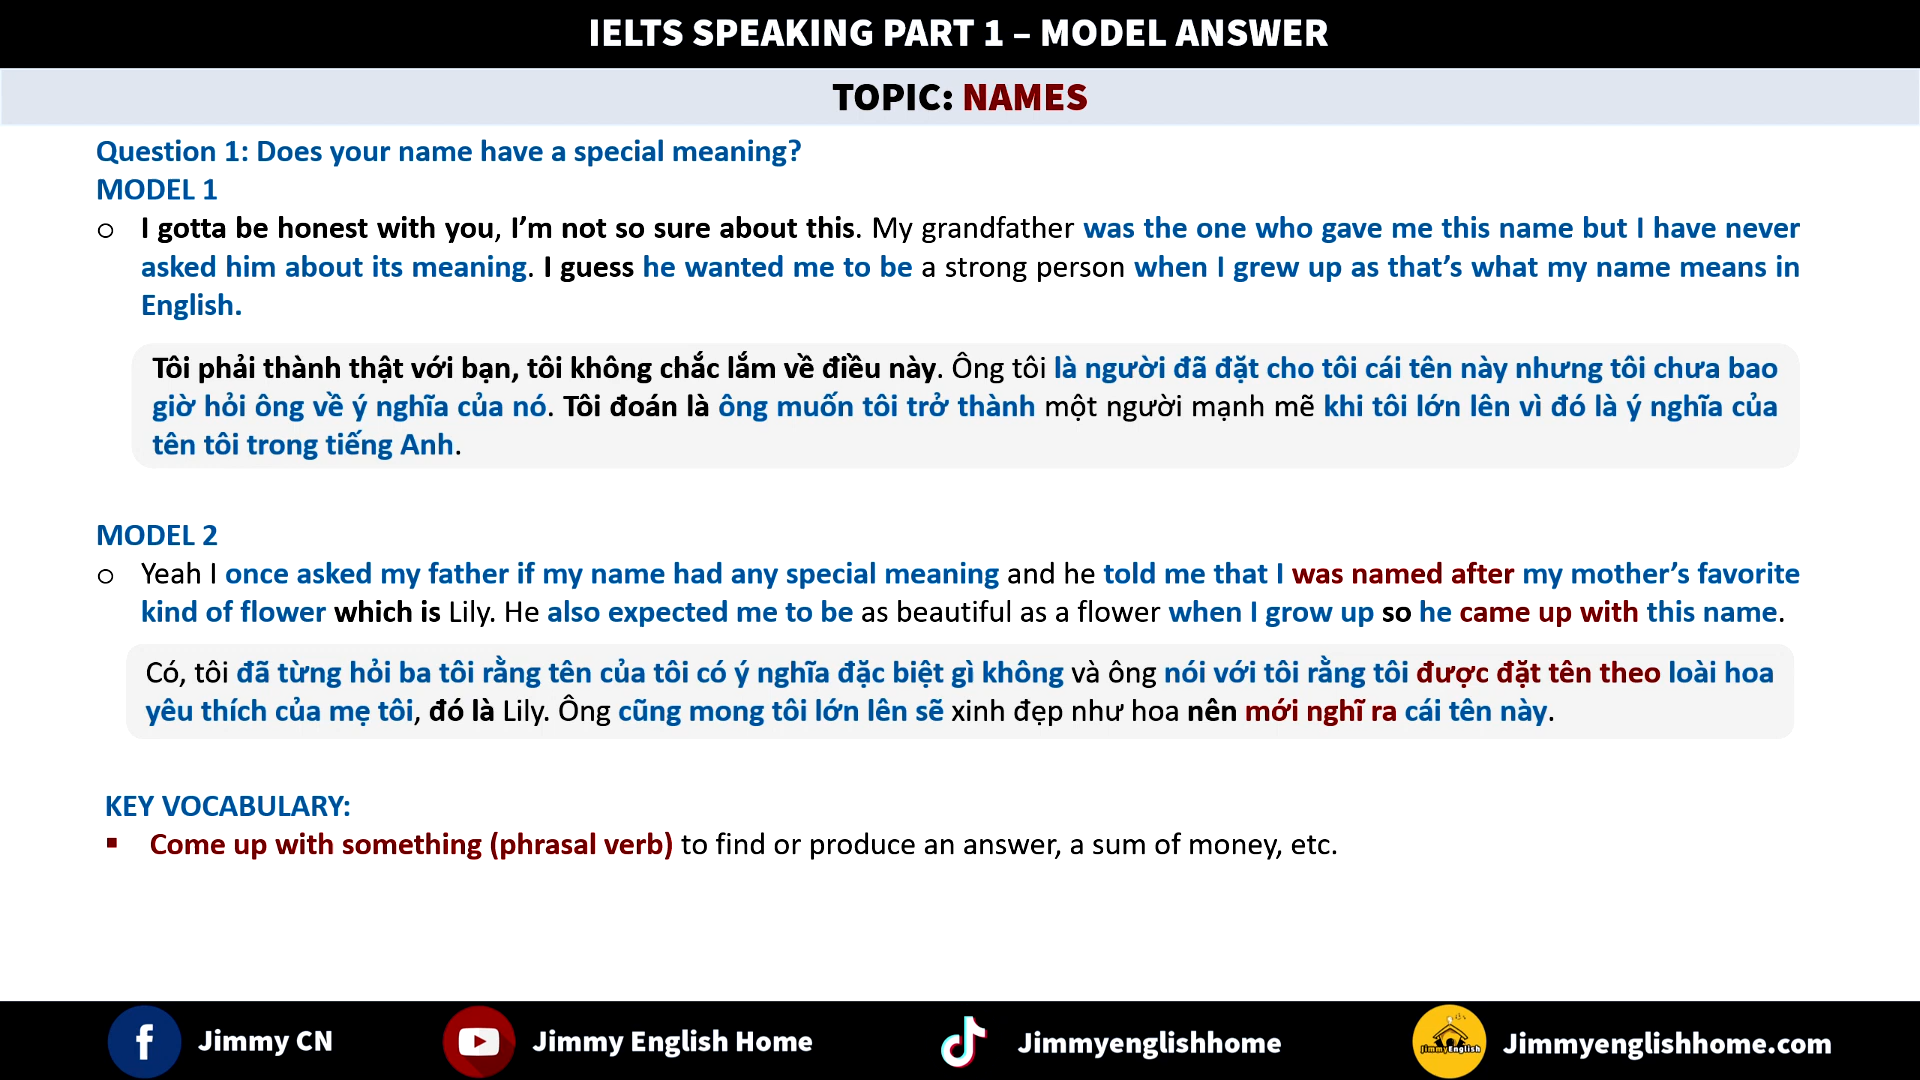 IELTS SPEAKING PART 1 – MODEL ANSWER
TOPIC: NAMES
Question 1: Does your name have a special meaning?
MODEL 1
o I gotta be honest with you, I’m not so sure about this. My grandfather was the one who gave me this name but I have never
asked him about its meaning. I guess he wanted me to be a strong person when I grew up as that’s what my name means in
English.
Tôi phải thành thật với bạn, tôi không chắc lắm về điều này. Ông tôi là người đã đặt cho tôi cái tên này nhưng tôi chưa bao
giờ hỏi ông về ý nghĩa của nó. Tôi đoán là ông muốn tôi trở thành một người mạnh mẽ khi tôi lớn lên vì đó là ý nghĩa của
tên tôi trong tiếng Anh.
MODEL 2
o Yeah I once asked my father if my name had any special meaning and he told me that I was named after my mother’s favorite
kind of flower which is Lily. He also expected me to be as beautiful as a flower when I grow up so he came up with this name.
Có, tôi đã từng hỏi ba tôi rằng tên của tôi có ý nghĩa đặc biệt gì không và ông nói với tôi rằng tôi được đặt tên theo loài hoa
yêu thích của mẹ tôi, đó là Lily. Ông cũng mong tôi lớn lên sẽ xinh đẹp như hoa nên mới nghĩ ra cái tên này.
KEY VOCABULARY:
▪ Come up with something (phrasal verb) to find or produce an answer, a sum of money, etc.
Jimmy CN
Jimmy English Home
Jimmyenglishhome
JimmyEnglish
Jimmyenglishhome.com